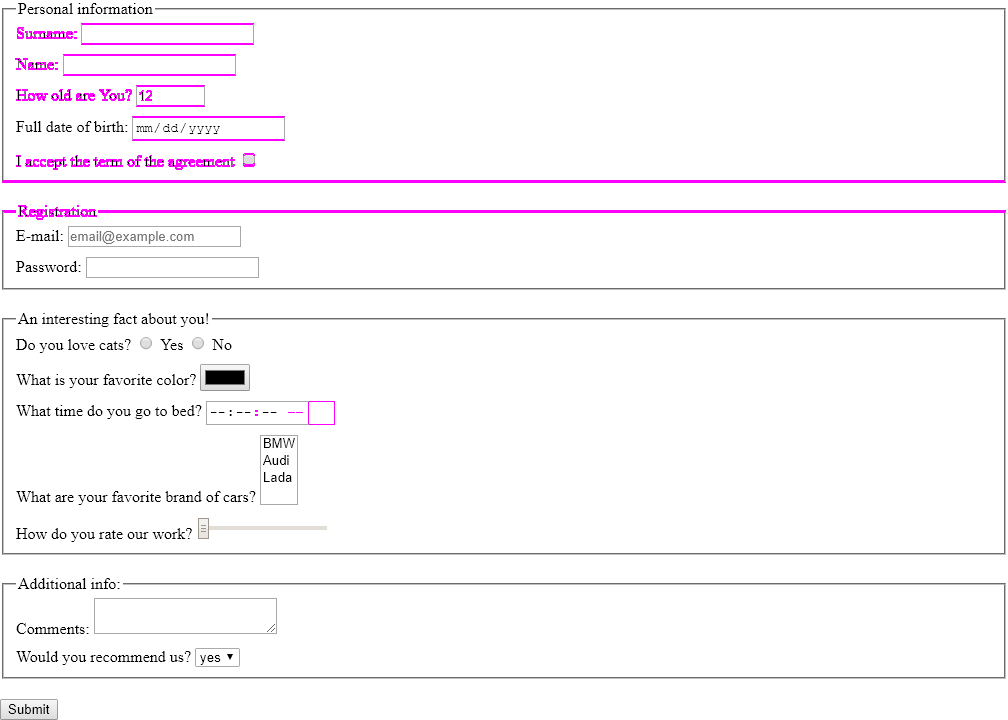 Personal information
Surname:
Name:
How old are You? 12
Full date of birth: mm/dd/yyyy
I accept the term of the agreement
Registration
E-mail: email@example.com
Password:
An interesting fact about you!
Do you love cats? Yes No
What is your favorite color?
What time do you go to bed? --:--:-- --
BMW
Audi
Lada
What are your favorite brand of cars?
How do you rate our work?
Additional info:
Comments:
Would you recommend us? yes
Submit